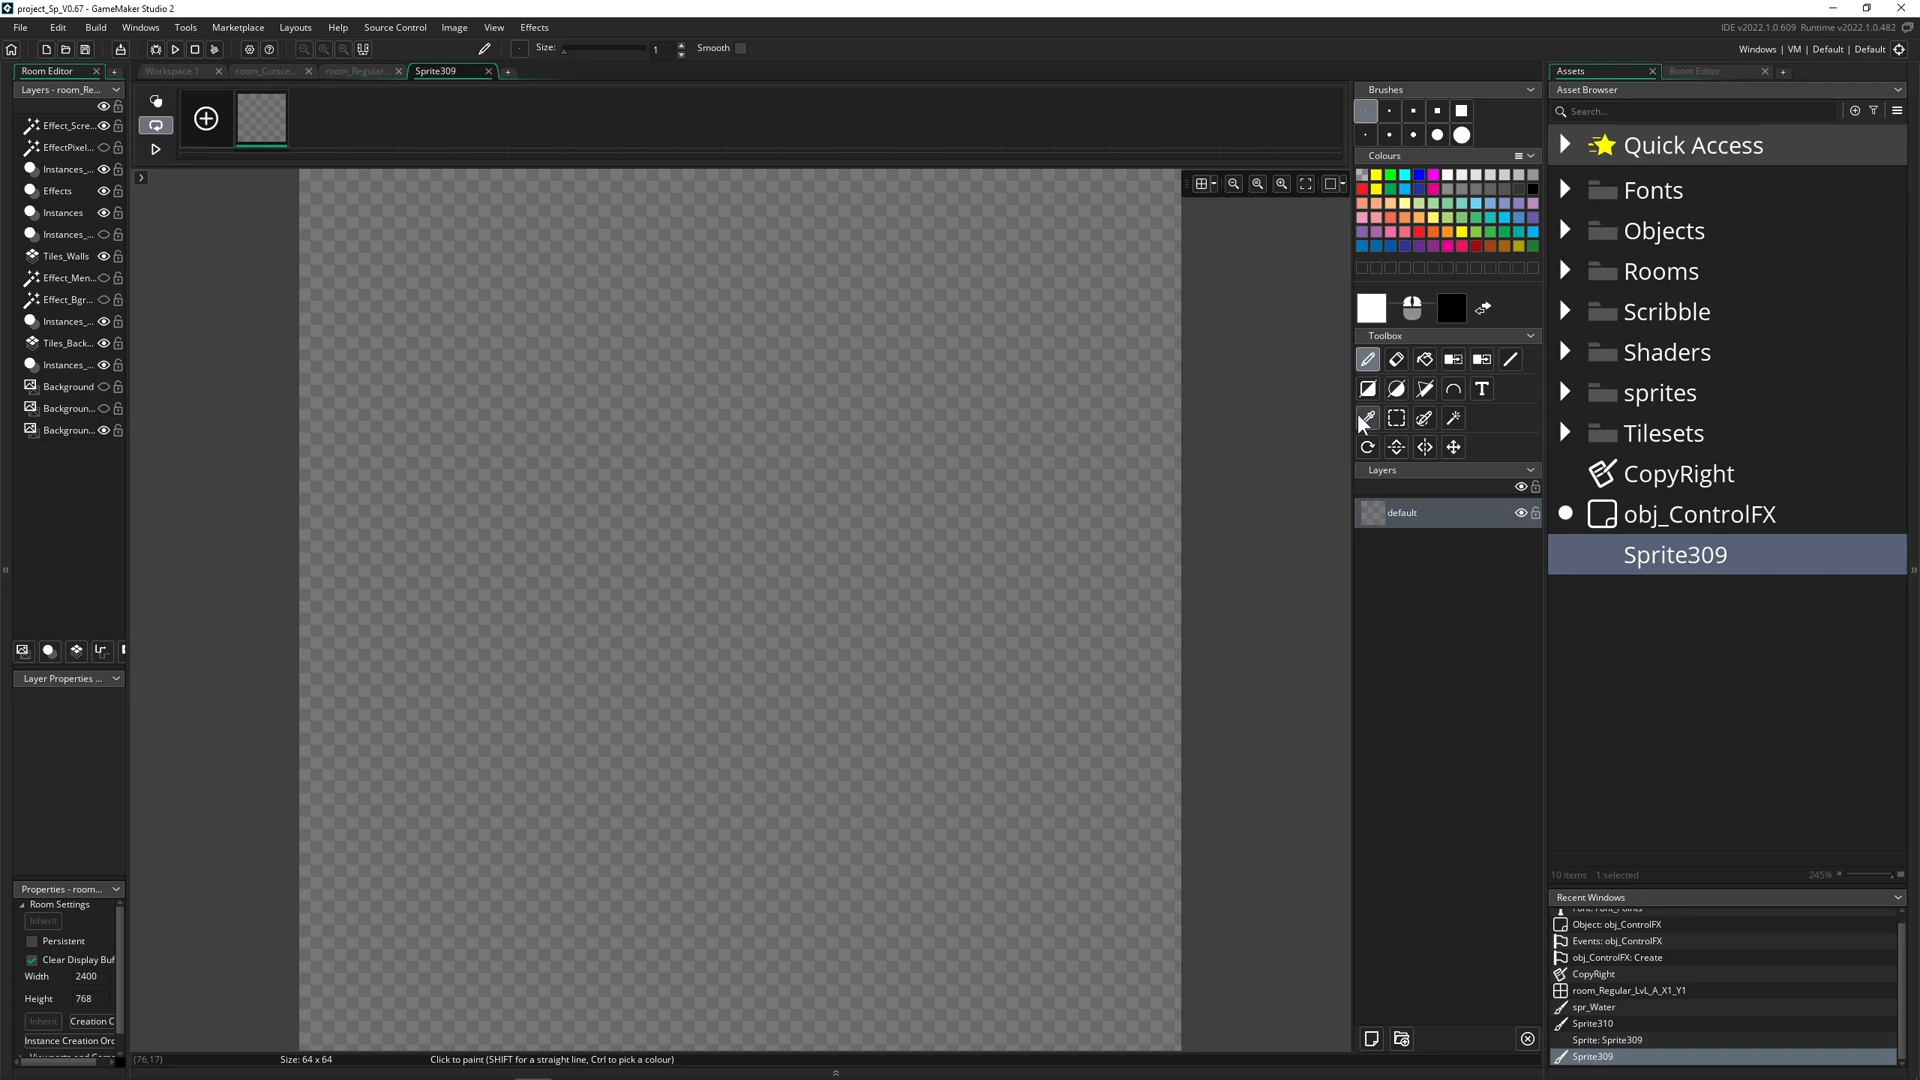 project_Sp_V0.67 - GameMaker Studio 2
File Edit Build Windows Tools Marketplace Layouts Help Source Control Image View Effects
IDE v2022.1.0.609 Runtime v2022.1.0.482
Size: 1 Smooth
Windows | VM | Default | Default
Room Editor
Workspace 1
room_Cutsce...
room_Regular...
Sprite309
Layers - room_Re...
Effect_Scre...
EffectPixel...
Instances_...
Effects
Instances
Instances_...
Tiles_Walls
Effect_Men...
Effect_Bgr...
Instances_...
Tiles_Back...
Instances_...
Background
Backgroun...
Backgroun...
Layer Properties ...
Properties - room...
Room Settings
Inherit
Persistent
Clear Display Buf
Width 2400
Height 768
Inherit Creation C
Instance Creation Orc
(76,17)
Size: 64 x 64
Click to paint (SHIFT for a straight line, Ctrl to pick a colour)
Brushes
Colours
Toolbox
T
Layers
default
Assets
Room Editor
Asset Browser
Search...
Quick Access
Fonts
Objects
Rooms
Scribble
Shaders
sprites
Tilesets
CopyRight
obj_ControlFX
Sprite309
10 items 1 selected 245%
Recent Windows
Object: obj_ControlFX
Events: obj_ControlFX
obj_ControlFX: Create
CopyRight
room_Regular_LvL_A_X1_Y1
spr_Water
Sprite310
Sprite: Sprite309
Sprite309